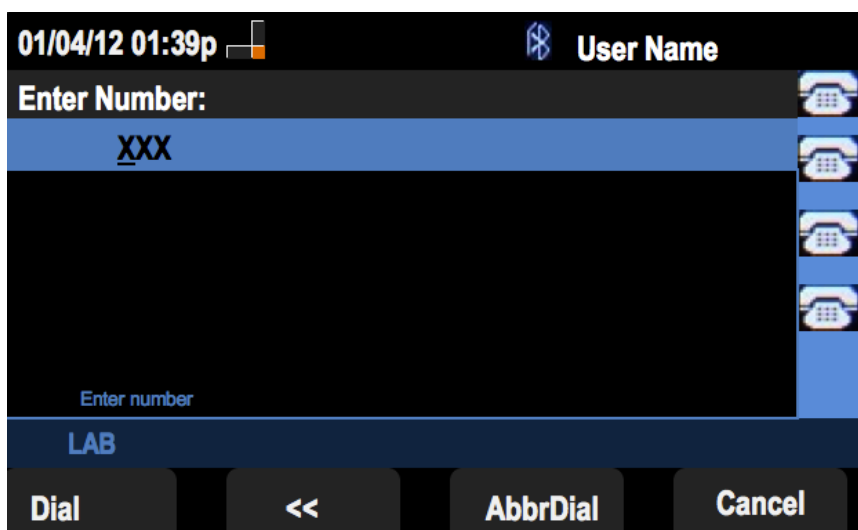 01/04/12 01:39p User Name
Enter Number:
XXX
Enter number
LAB
Dial << AbbrDial Cancel